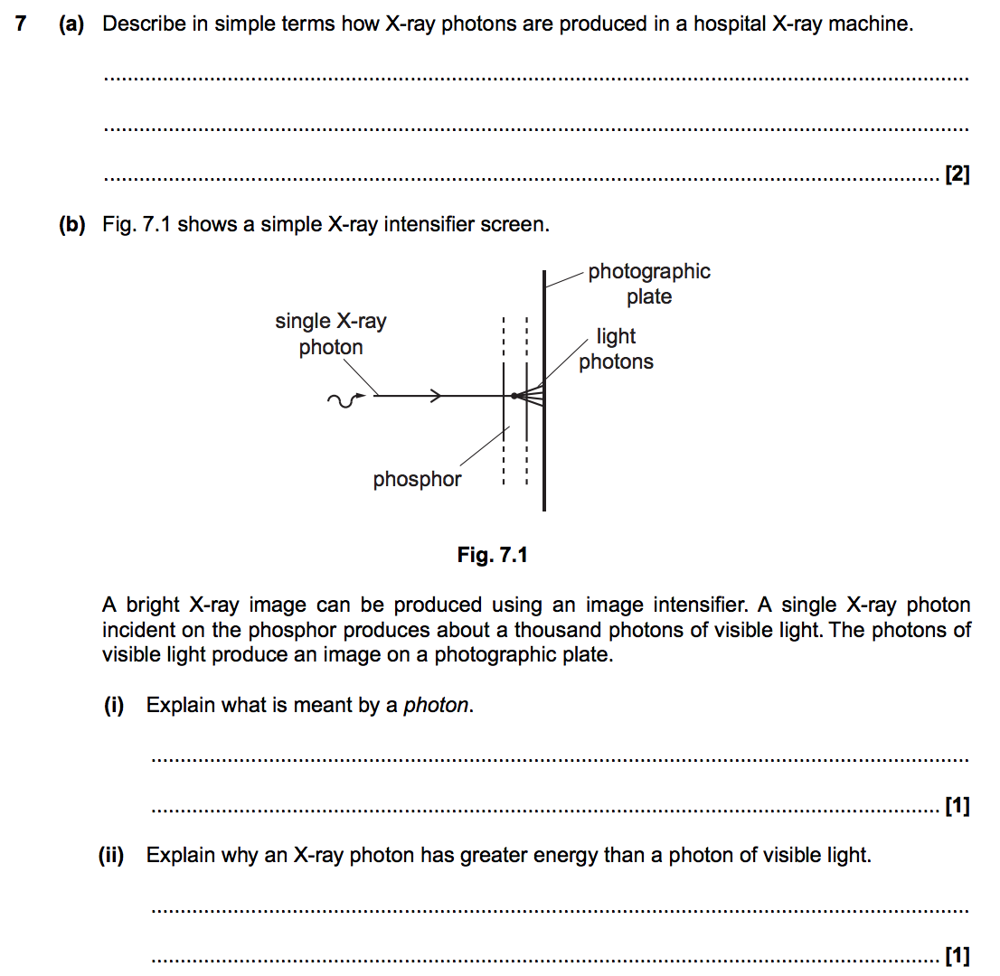 7 (a) Describe in simple terms how X-ray photons are produced in a hospital X-ray machine.
..........................................................................................
..........................................................................................
.......................................................................................... [2]
(b) Fig. 7.1 shows a simple X-ray intensifier screen.
photographic
plate
single X-ray
photon
light
photons
phosphor
Fig. 7.1
A bright X-ray image can be produced using an image intensifier. A single X-ray photon
incident on the phosphor produces about a thousand photons of visible light. The photons of
visible light produce an image on a photographic plate.
(i) Explain what is meant by a photon.
..........................................................................................
.......................................................................................... [1]
(ii) Explain why an X-ray photon has greater energy than a photon of visible light.
..........................................................................................
.......................................................................................... [1]